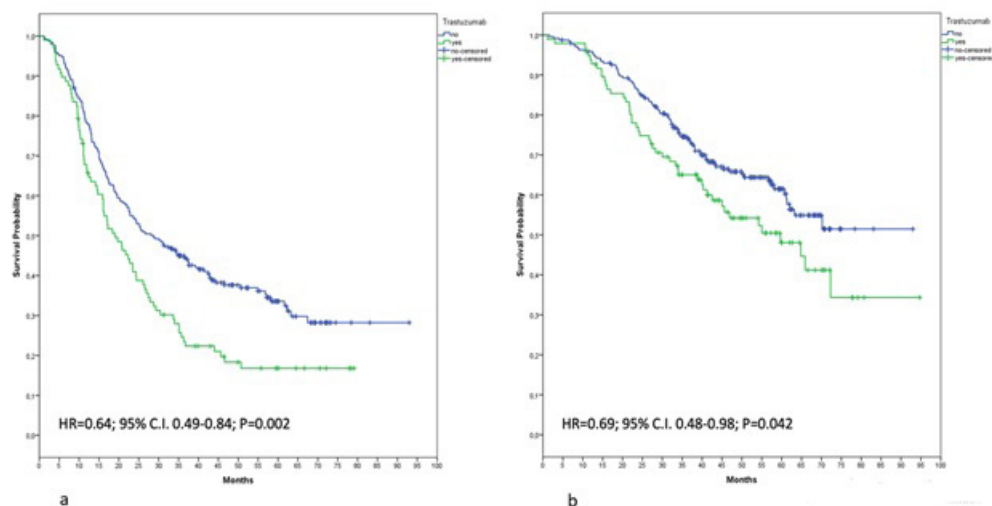 Trastuzumab
no
yes
no-censored
yes-censored
1,0
0,9
0,8
0,7
0,6
0,5
0,4
0,3
0,2
0,1
0,0
Survival Probability
HR=0.64; 95% C.I. 0.49-0.84; P=0.002
0 5 10 15 20 25 30 35 40 45 50 55 60 65 70 75 80 85 90 95 100
Months
a
Trastuzumab
no
yes
no-censored
yes-censored
1,0
0,9
0,8
0,7
0,6
0,5
0,4
0,3
0,2
0,1
0,0
Survival Probability
HR=0.69; 95% C.I. 0.48-0.98; P=0.042
0 5 10 15 20 25 30 35 40 45 50 55 60 65 70 75 80 85 90 95 100
Months
b